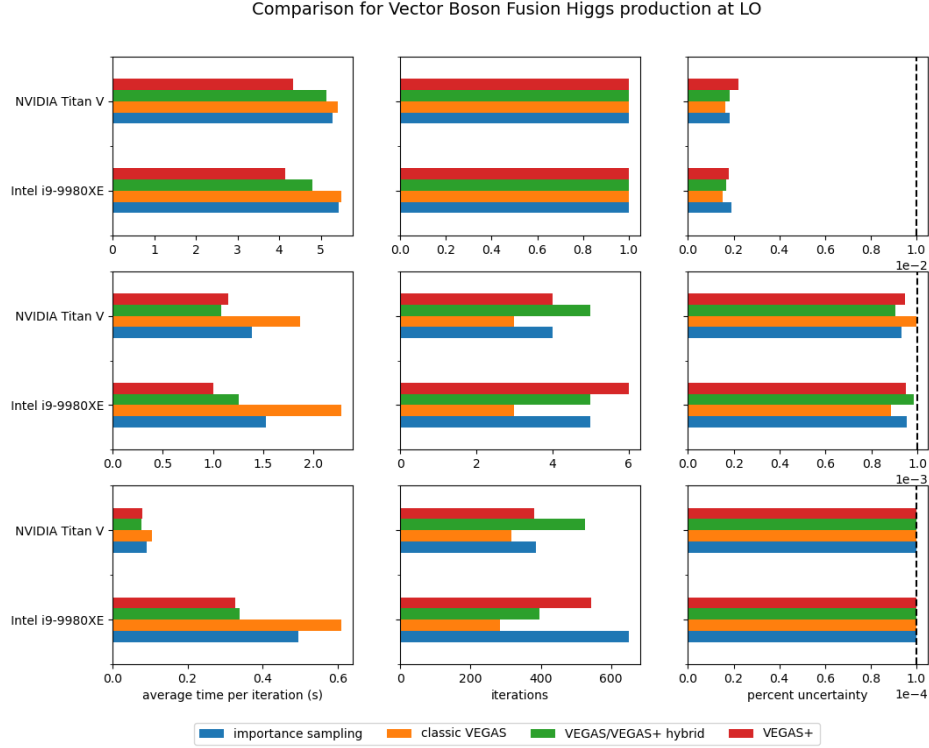 Comparison for Vector Boson Fusion Higgs production at LO
NVIDIA Titan V
Intel i9-9980XE
0 1 2 3 4 5
0.0 0.2 0.4 0.6 0.8 1.0
0.0 0.2 0.4 0.6 0.8 1.0
1e−2
NVIDIA Titan V
Intel i9-9980XE
0.0 0.5 1.0 1.5 2.0
0 2 4 6
0.0 0.2 0.4 0.6 0.8 1.0
1e−3
NVIDIA Titan V
Intel i9-9980XE
0.0 0.2 0.4 0.6
0 200 400 600
0.0 0.2 0.4 0.6 0.8 1.0
1e−4
average time per iteration (s)
iterations
percent uncertainty
importance sampling classic VEGAS VEGAS/VEGAS+ hybrid VEGAS+